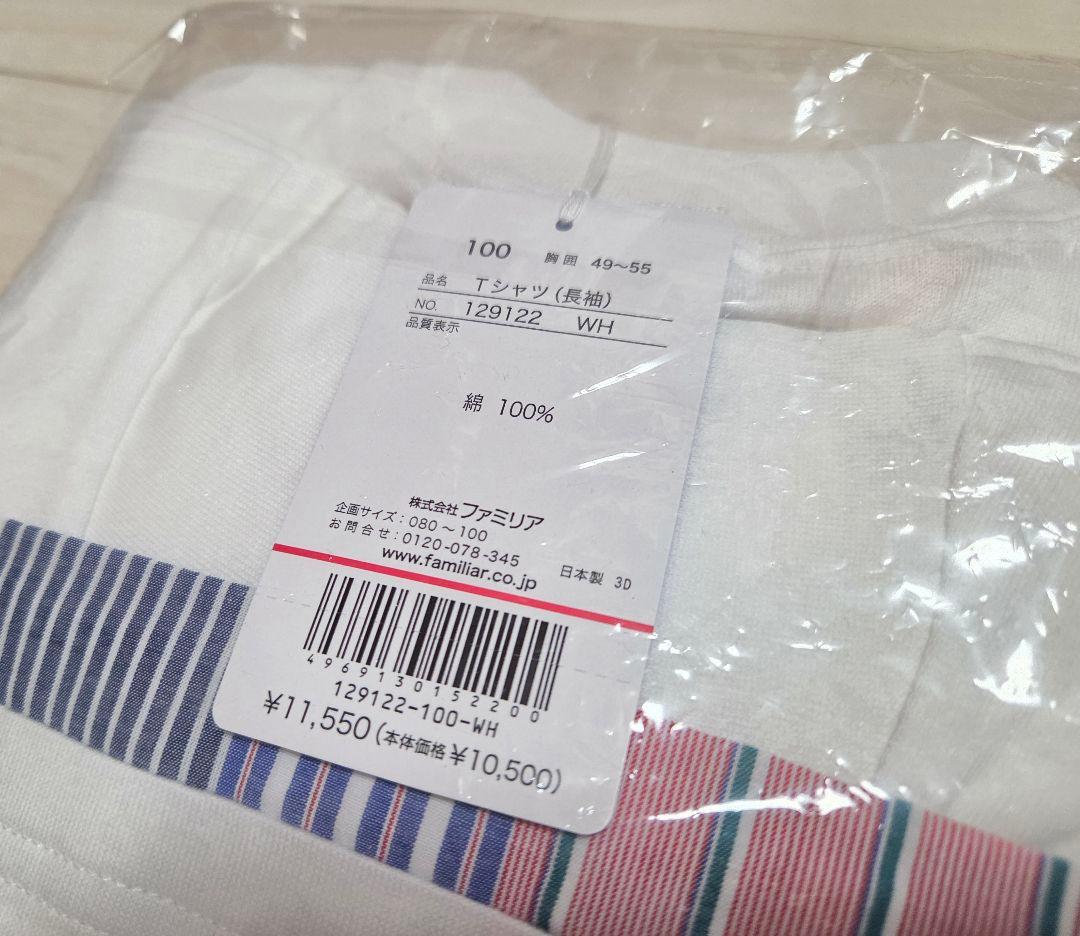 100 胸囲 49〜55
品名 Tシャツ(長袖)
NO. 129122 WH
品質表示
綿 100%
株式会社ファミリア
企画サイズ：080〜100
お問合せ：0120-078-345
www.familiar.co.jp 日本製 3D
4969130152200
129122-100-WH
¥11,550(本体価格¥10,500)